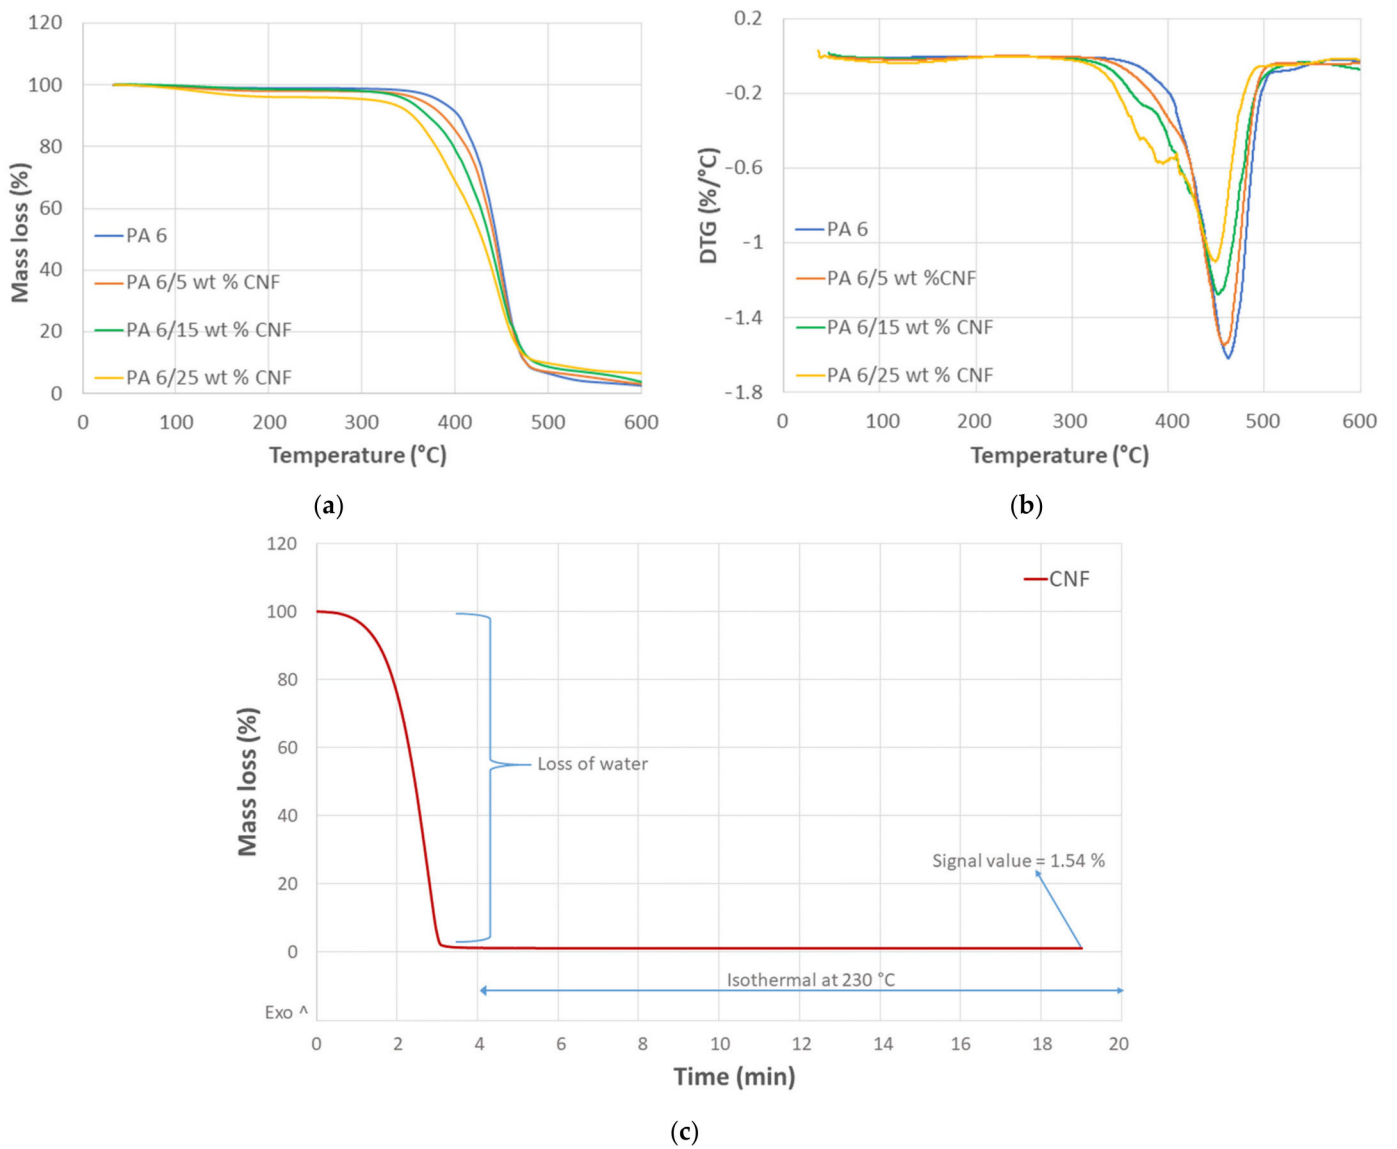 120
100
80
60
40
20
0
Mass loss (%)
PA 6
PA 6/5 wt % CNF
PA 6/15 wt % CNF
PA 6/25 wt % CNF
0 100 200 300 400 500 600
Temperature (°C)
(a)
0.2
-0.2
-0.6
-1
-1.4
-1.8
DTG (%/°C)
PA 6
PA 6/5 wt %CNF
PA 6/15 wt % CNF
PA 6/25 wt % CNF
0 100 200 300 400 500 600
Temperature (°C)
(b)
120
100
80
60
40
20
0
Mass loss (%)
CNF
Loss of water
Signal value = 1.54 %
Isothermal at 230 °C
Exo ^
0 2 4 6 8 10 12 14 16 18 20
Time (min)
(c)